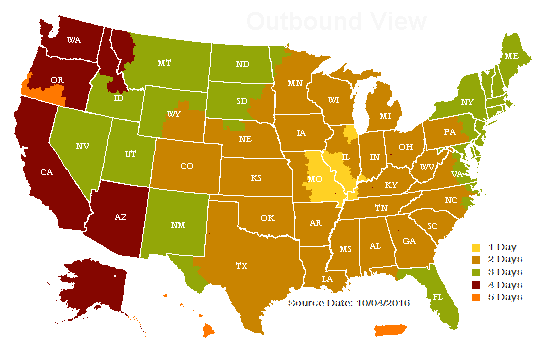 Outbound View
WA
MT
ND
ME
OR
ID
MN
WI
SD
NY
WY
MI
IA
PA
NE
NV
UT
IL
IN
OH
CO
WV
VA
CA
KS
MO
KY
NC
TN
AZ
NM
OK
AR
SC
MS
AL
GA
TX
LA
FL
1 Day
2 Days
3 Days
4 Days
5 Days
Source Date: 10/04/2016